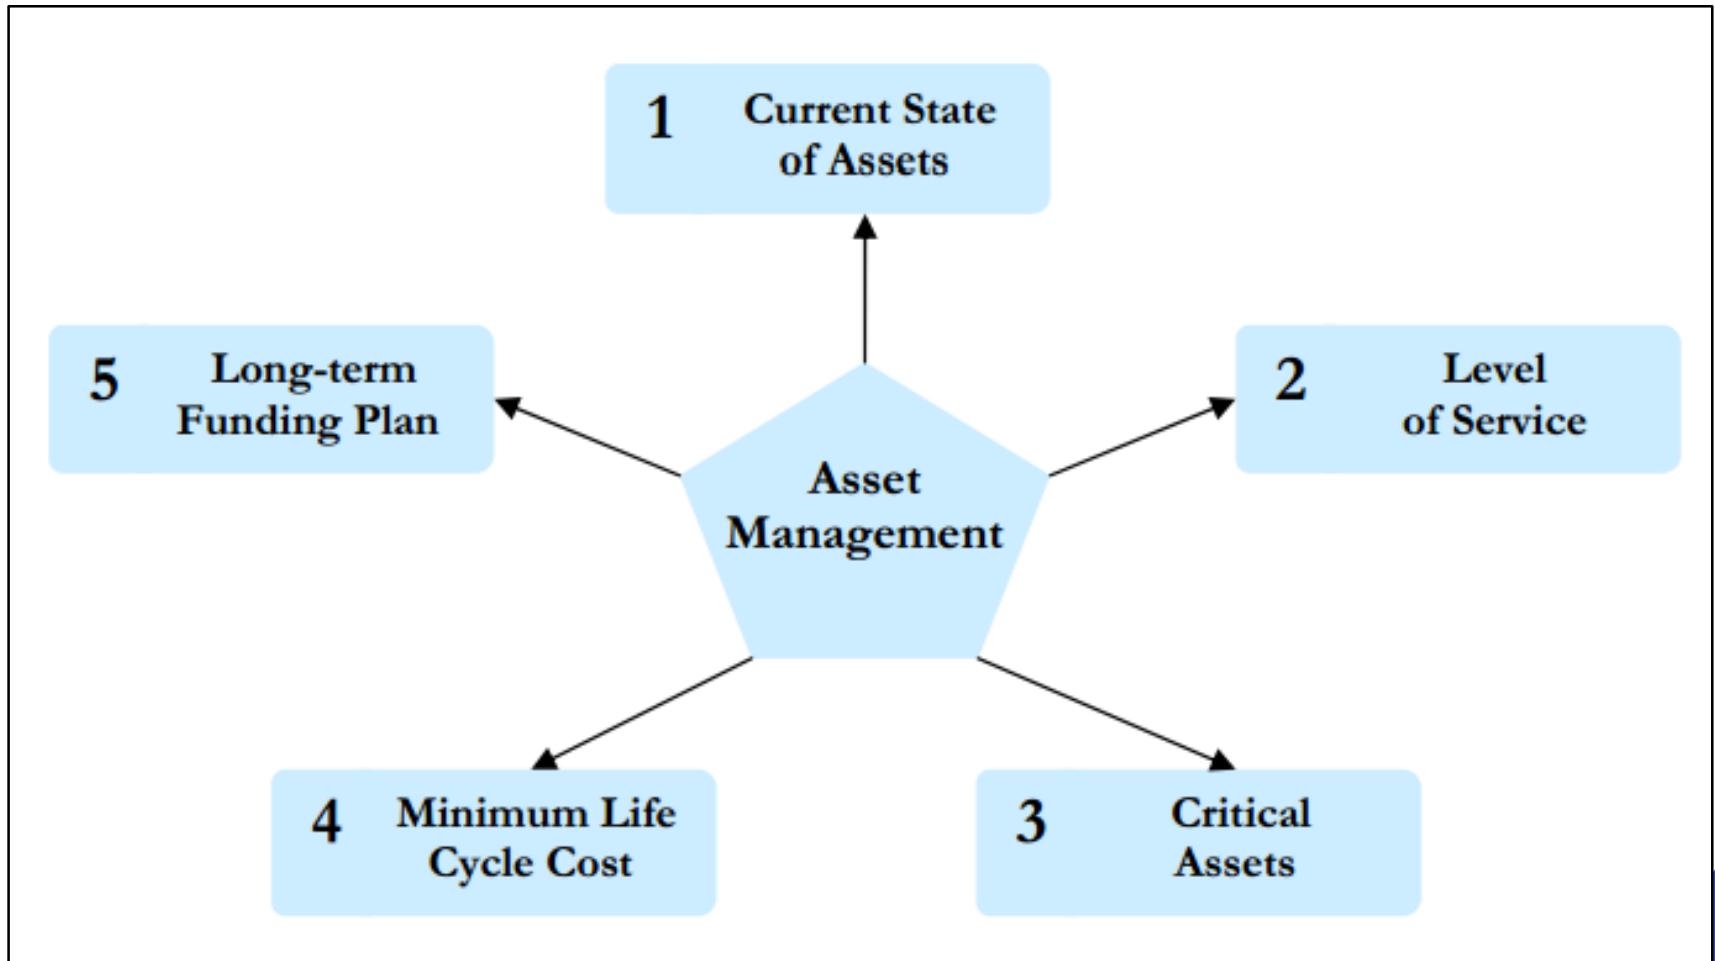 1
Current State
of Assets
5
Long-term
Funding Plan
2
Level
of Service
Asset
Management
4
Minimum Life
Cycle Cost
3
Critical
Assets